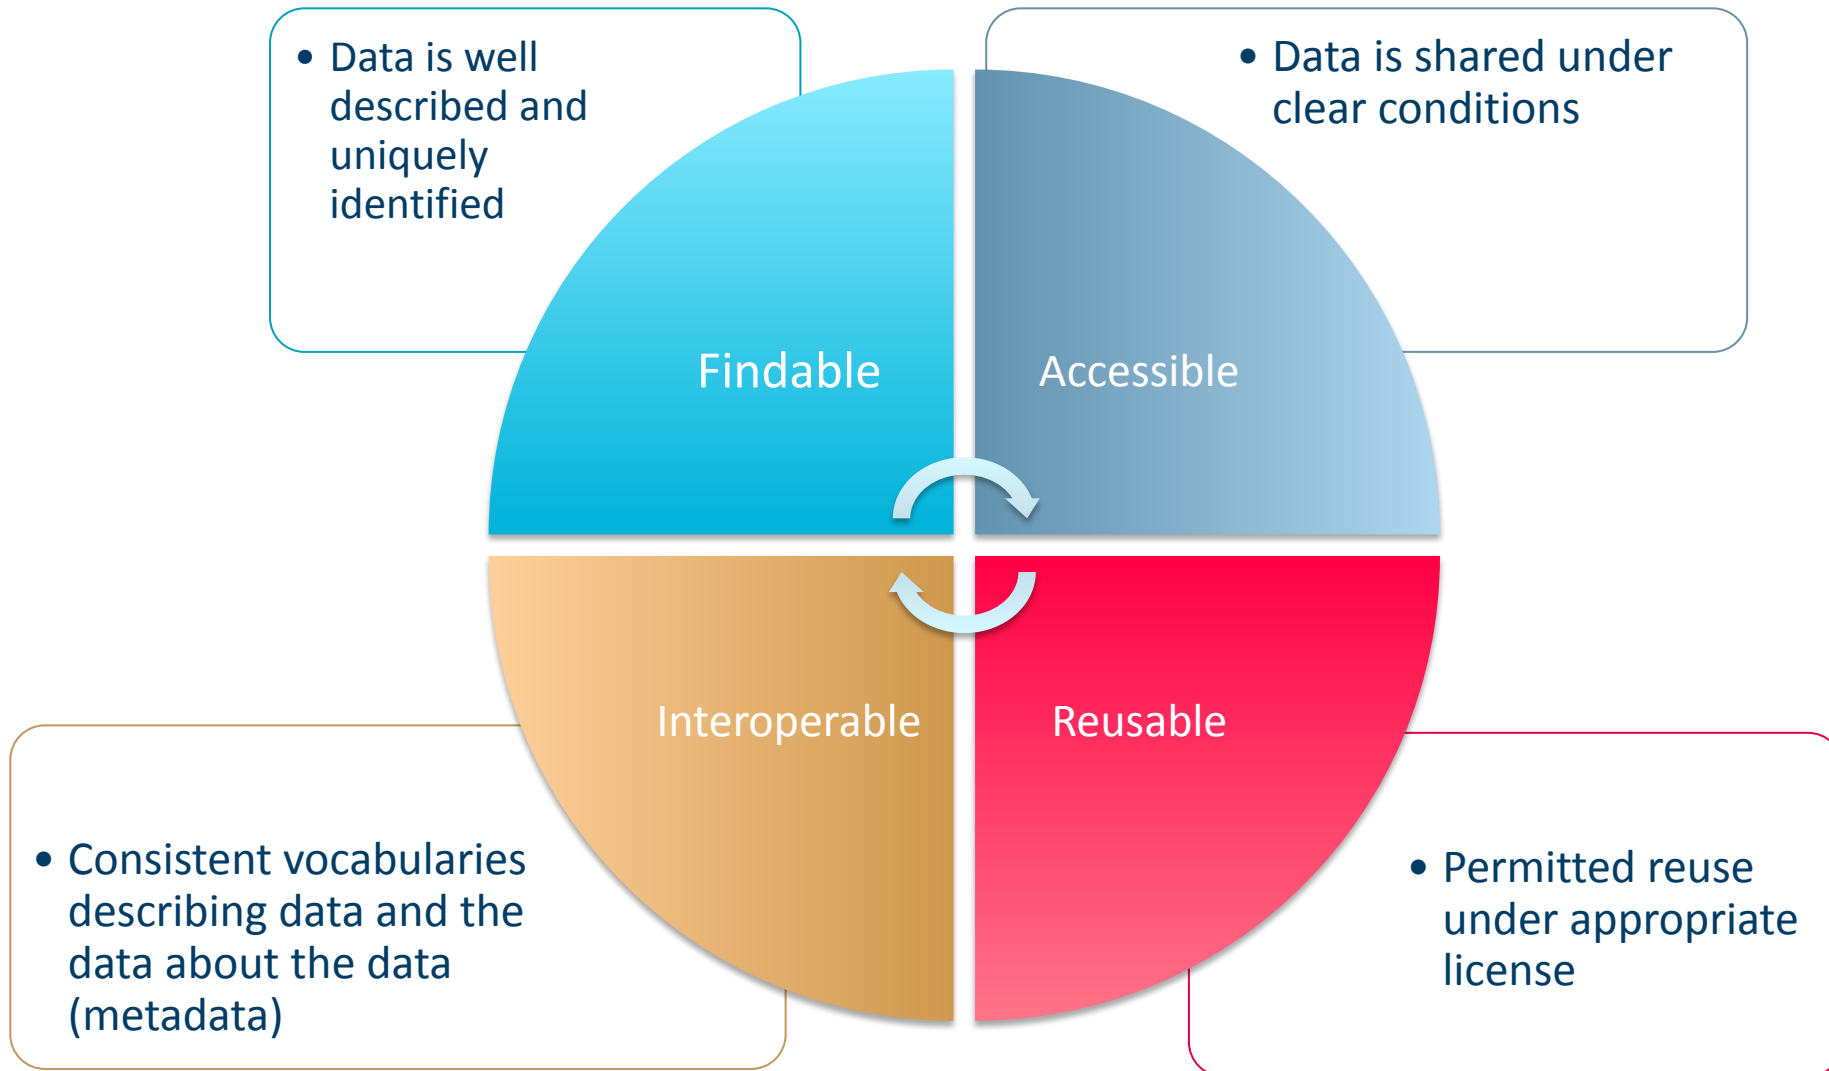 • Data is well
described and
uniquely
identified
• Data is shared under
clear conditions
Findable
Accessible
Interoperable
Reusable
• Consistent vocabularies
describing data and the
data about the data
(metadata)
• Permitted reuse
under appropriate
license